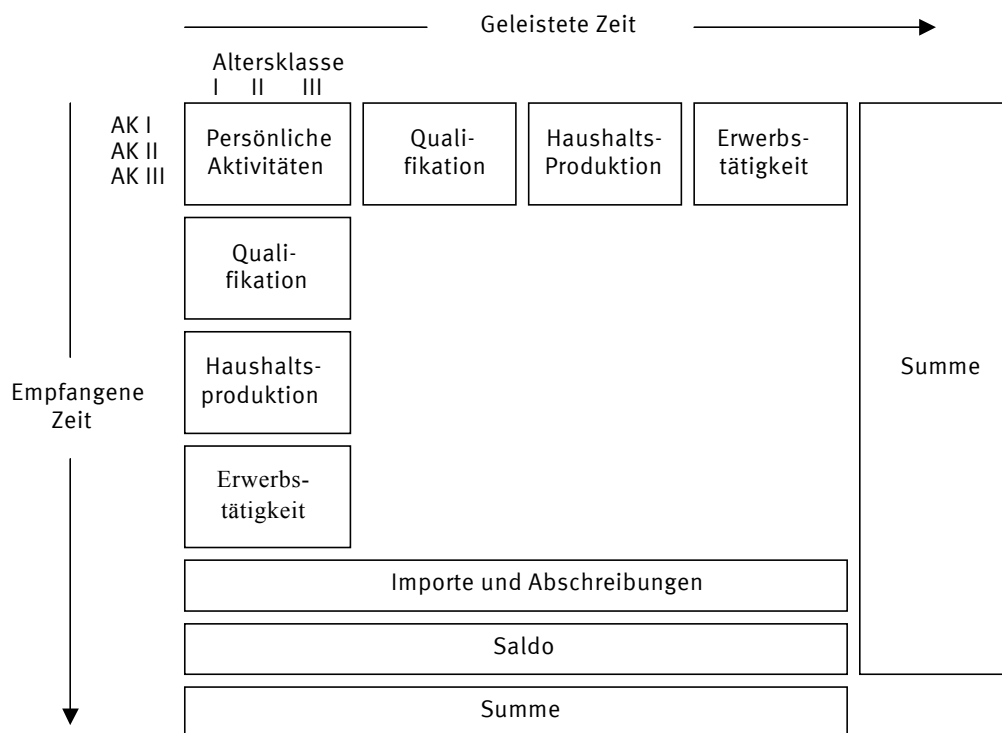 Geleistete Zeit
Altersklasse
I II III
AK I
AK II
AK III
Persönliche
Aktivitäten
Quali-
fikation
Haushalts-
Produktion
Erwerbs-
tätigkeit
Quali-
fikation
Haushalts-
produktion
Summe
Empfangene
Zeit
Erwerbs-
tätigkeit
Importe und Abschreibungen
Saldo
Summe